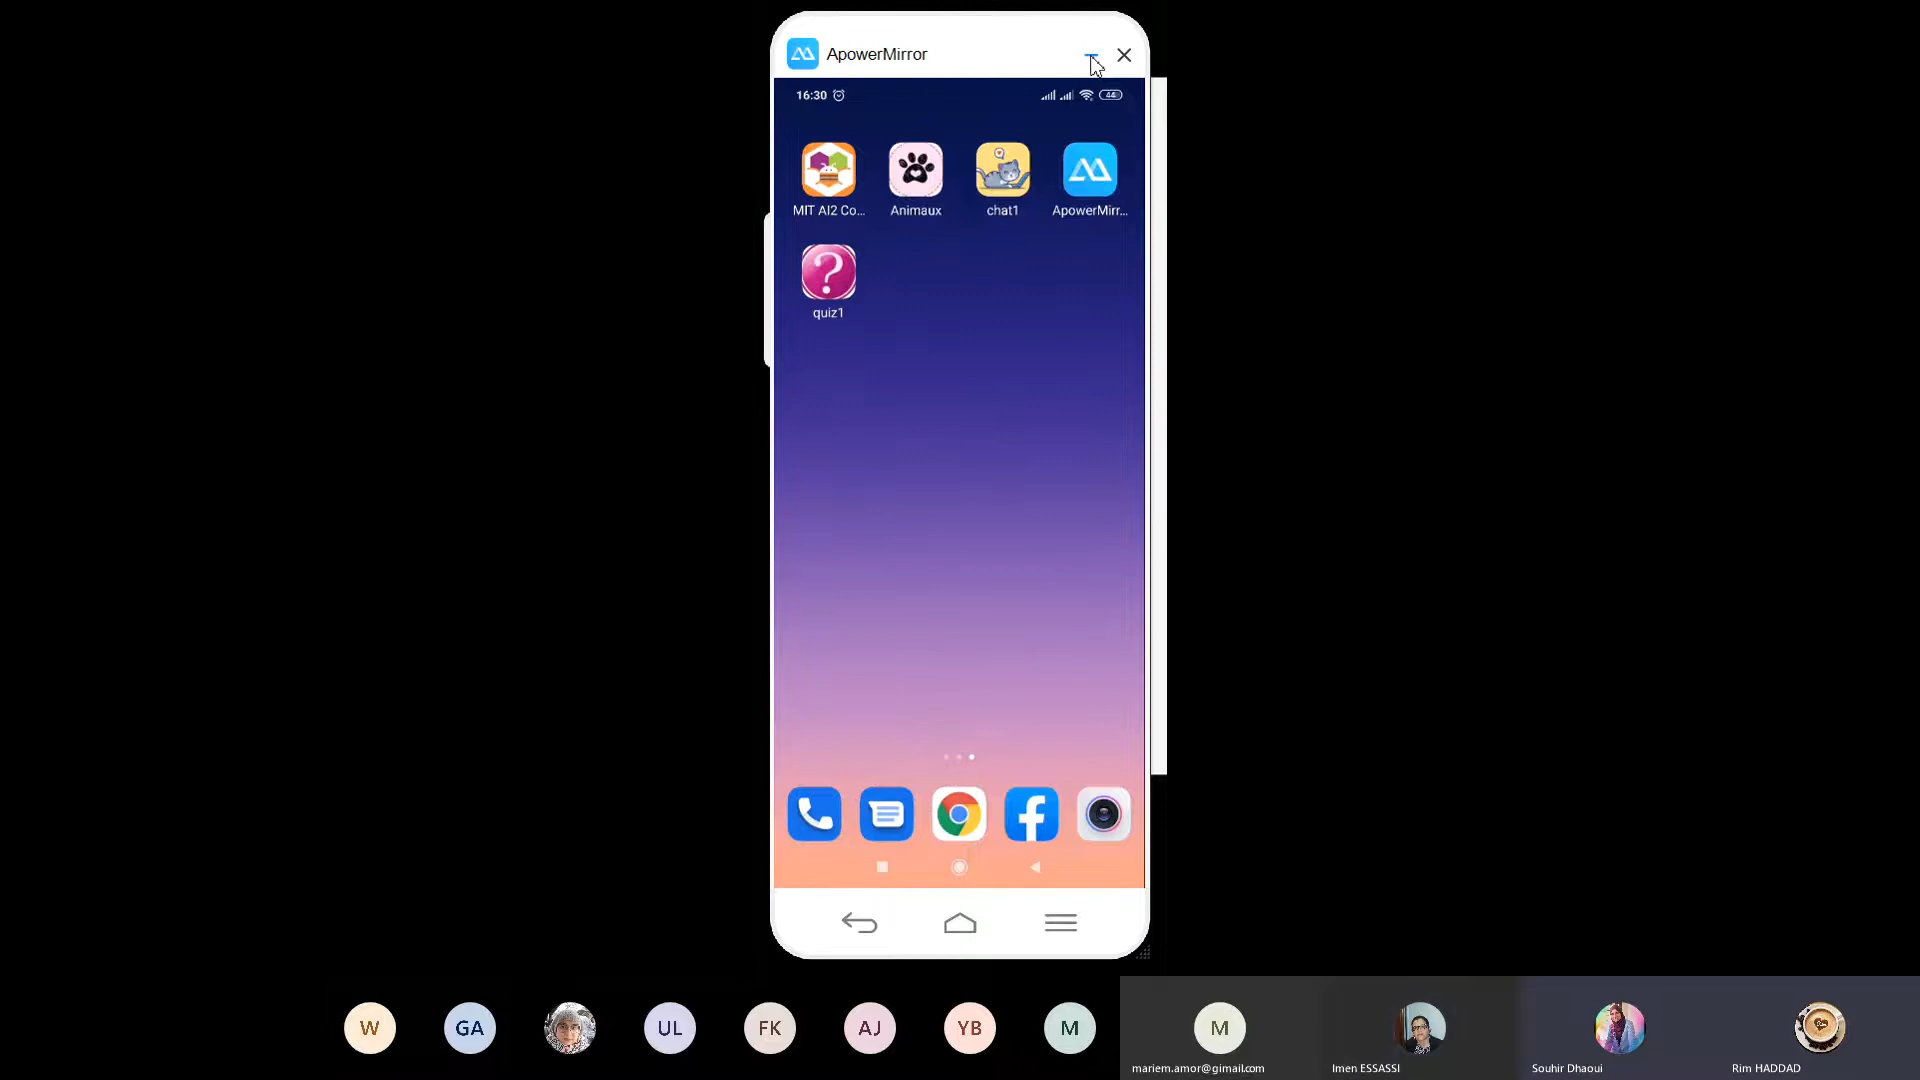 ApowerMirror
16:30
44
MIT AI2 Co...
Animaux
chat1
ApowerMirr...
?
quiz1
W
GA
UL
FK
AJ
YB
M
M
mariem.amor@gimail.com
Imen ESSASSI
Souhir Dhaoui
Rim HADDAD